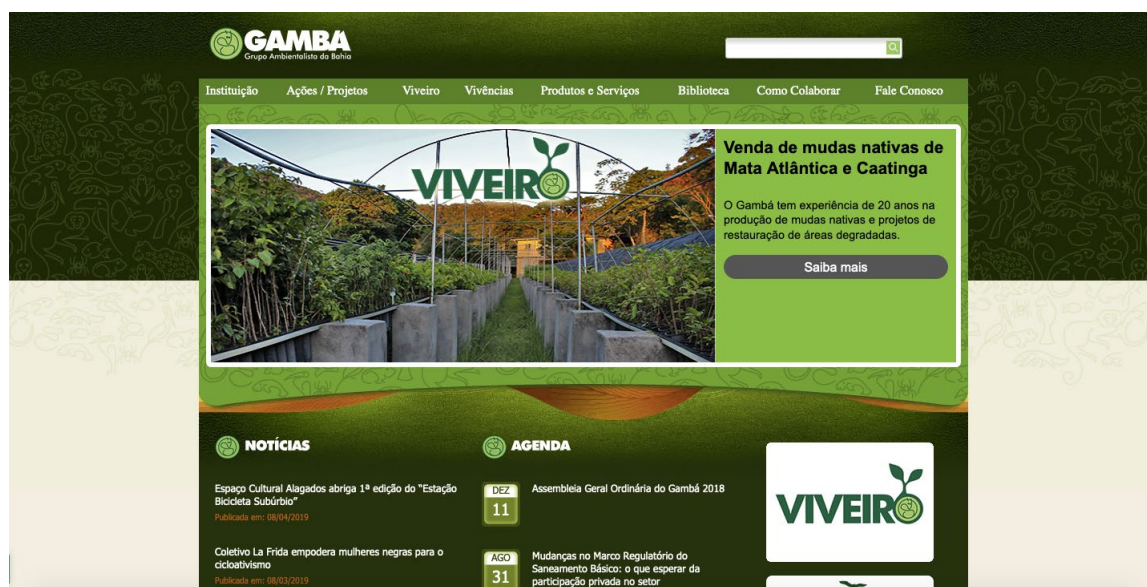 GAMBA
Grupo Ambientalista da Bahia
Instituição Ações / Projetos Viveiro Vivências Produtos e Serviços Biblioteca Como Colaborar Fale Conosco
VIVEIRO
Venda de mudas nativas de
Mata Atlântica e Caatinga
O Gambá tem experiência de 20 anos na
produção de mudas nativas e projetos de
restauração de áreas degradadas.
Saiba mais
NOTÍCIAS
Espaço Cultural Alagados abriga 1ª edição do “Estação
Bicicleta Subúrbio”
Publicada em: 08/04/2019
Coletivo La Frida empodera mulheres negras para o
cicloativismo
Publicada em: 08/03/2019
AGENDA
DEZ
11
Assembleia Geral Ordinária do Gambá 2018
AGO
31
Mudanças no Marco Regulatório do
Saneamento Básico: o que esperar da
participação privada no setor
VIVEIRO